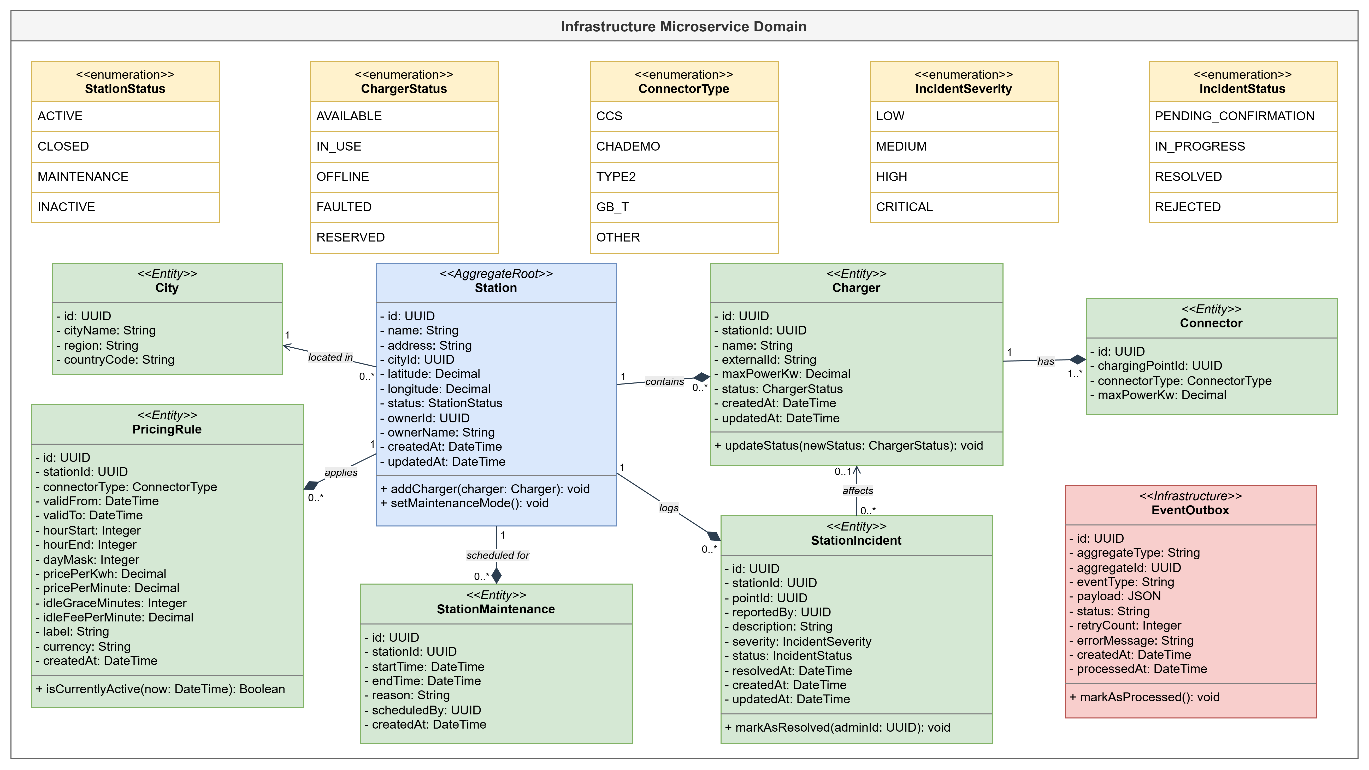 Infrastructure Microservice Domain
<<enumeration>>
StationStatus
ACTIVE
CLOSED
MAINTENANCE
INACTIVE
<<enumeration>>
ChargerStatus
AVAILABLE
IN_USE
OFFLINE
FAULTED
RESERVED
<<enumeration>>
ConnectorType
CCS
CHADEMO
TYPE2
GB_T
OTHER
<<enumeration>>
IncidentSeverity
LOW
MEDIUM
HIGH
CRITICAL
<<enumeration>>
IncidentStatus
PENDING_CONFIRMATION
IN_PROGRESS
RESOLVED
REJECTED
<<Entity>>
City
- id: UUID
- cityName: String
- region: String
- countryCode: String
1
located in
0..*
<<AggregateRoot>>
Station
- id: UUID
- name: String
- address: String
- cityId: UUID
- latitude: Decimal
- longitude: Decimal
- status: StationStatus
- ownerId: UUID
- ownerName: String
- createdAt: DateTime
- updatedAt: DateTime
+ addCharger(charger: Charger): void
+ setMaintenanceMode(): void
1
contains
0..*
<<Entity>>
Charger
- id: UUID
- stationId: UUID
- name: String
- externalId: String
- maxPowerKw: Decimal
- status: ChargerStatus
- createdAt: DateTime
- updatedAt: DateTime
+ updateStatus(newStatus: ChargerStatus): void
1
has
1..*
<<Entity>>
Connector
- id: UUID
- chargingPointId: UUID
- connectorType: ConnectorType
- maxPowerKw: Decimal
<<Entity>>
PricingRule
- id: UUID
- stationId: UUID
- connectorType: ConnectorType
- validFrom: DateTime
- validTo: DateTime
- hourStart: Integer
- hourEnd: Integer
- dayMask: Integer
- pricePerKwh: Decimal
- pricePerMinute: Decimal
- idleGraceMinutes: Integer
- idleFeePerMinute: Decimal
- label: String
- currency: String
- createdAt: DateTime
+ isCurrentlyActive(now: DateTime): Boolean
1
applies
0..*
1
scheduled for
0..*
<<Entity>>
StationMaintenance
- id: UUID
- stationId: UUID
- startTime: DateTime
- endTime: DateTime
- reason: String
- scheduledBy: UUID
- createdAt: DateTime
1
logs
0..*
0..1
affects
0..*
<<Entity>>
StationIncident
- id: UUID
- stationId: UUID
- pointId: UUID
- reportedBy: UUID
- description: String
- severity: IncidentSeverity
- status: IncidentStatus
- resolvedAt: DateTime
- createdAt: DateTime
- updatedAt: DateTime
+ markAsResolved(adminId: UUID): void
<<Infrastructure>>
EventOutbox
- id: UUID
- aggregateType: String
- aggregateId: UUID
- eventType: String
- payload: JSON
- status: String
- retryCount: Integer
- errorMessage: String
- createdAt: DateTime
- processedAt: DateTime
+ markAsProcessed(): void